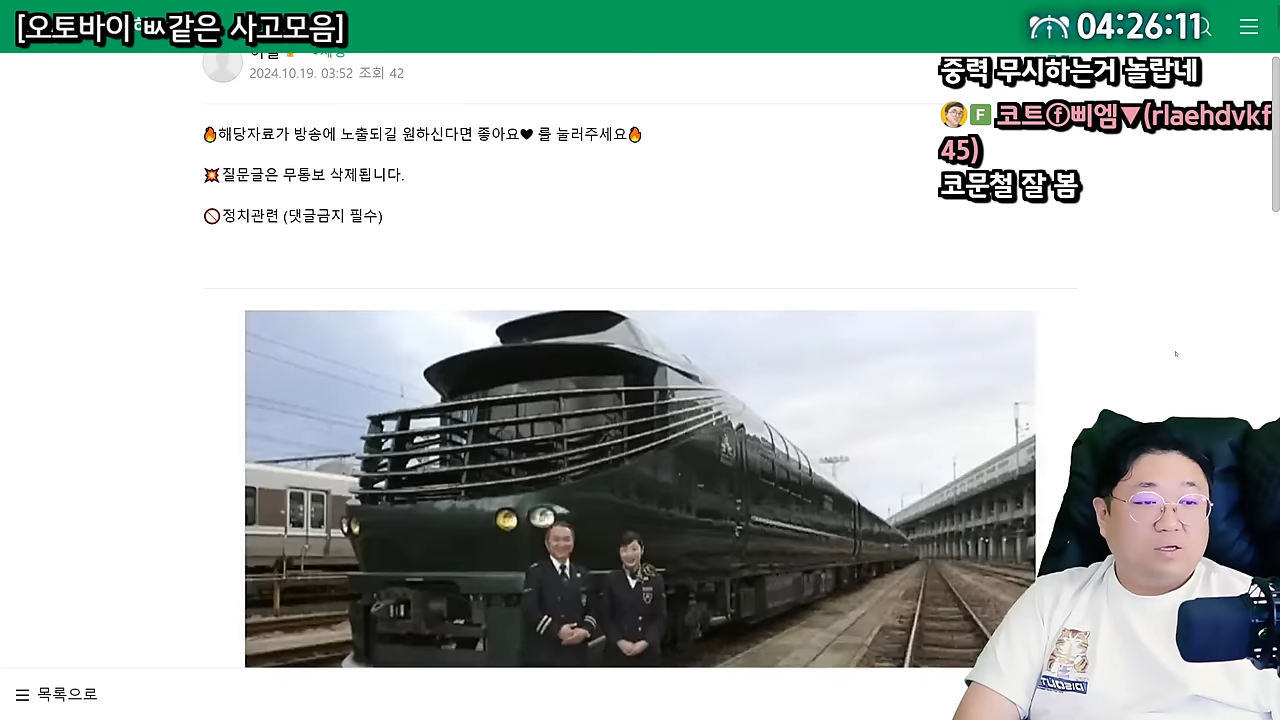 [오토바이 같은 사고모음]
04:26:11
2024.10.19. 03:52 조회 42
중력 무시하는거 놀랍네
F 코트ⓕ삐엠▼(rlaehdvkf
45)
코문철 잘 봄
🔥해당자료가 방송에 노출되길 원하신다면 좋아요🖤 를 눌러주세요🔥
💥질문글은 무통보 삭제됩니다.
🚫정치관련 (댓글금지 필수)
목록으로